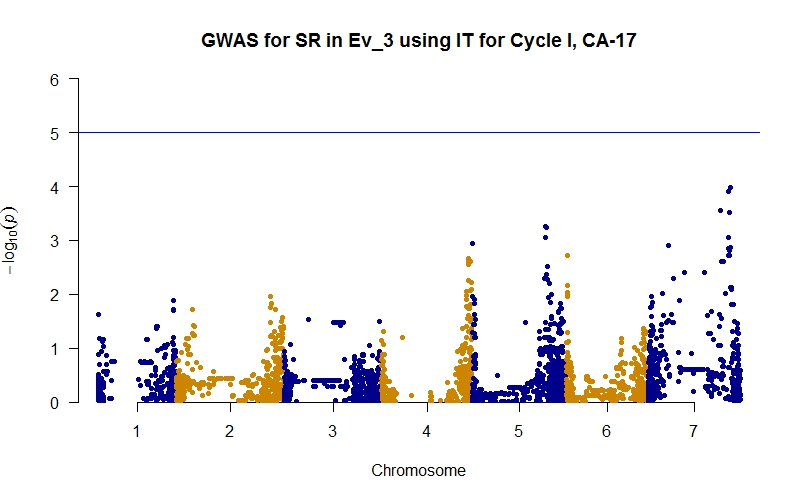 GWAS for SR in Ev_3 using IT for Cycle I, CA-17
6
5
4
3
2
1
0
−log10(p)
1 2 3 4 5 6 7
Chromosome